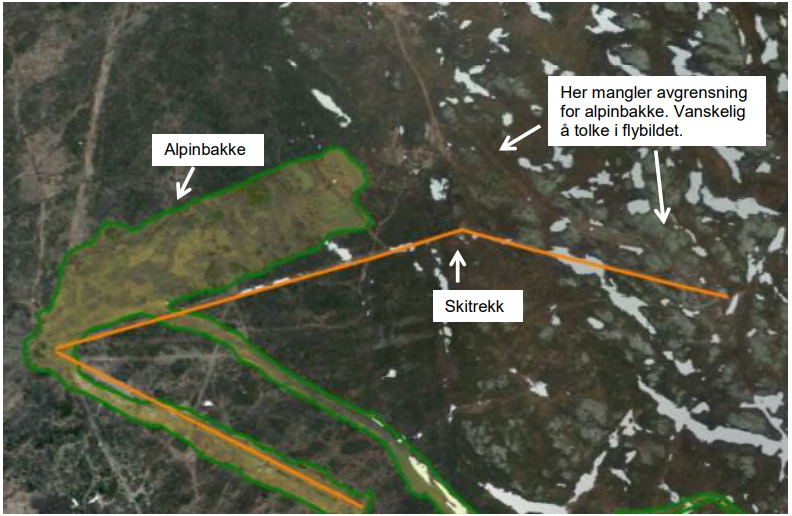 Her mangler avgrensning
for alpinbakke. Vanskelig
å tolke i flybildet.
Alpinbakke
Skitrekk